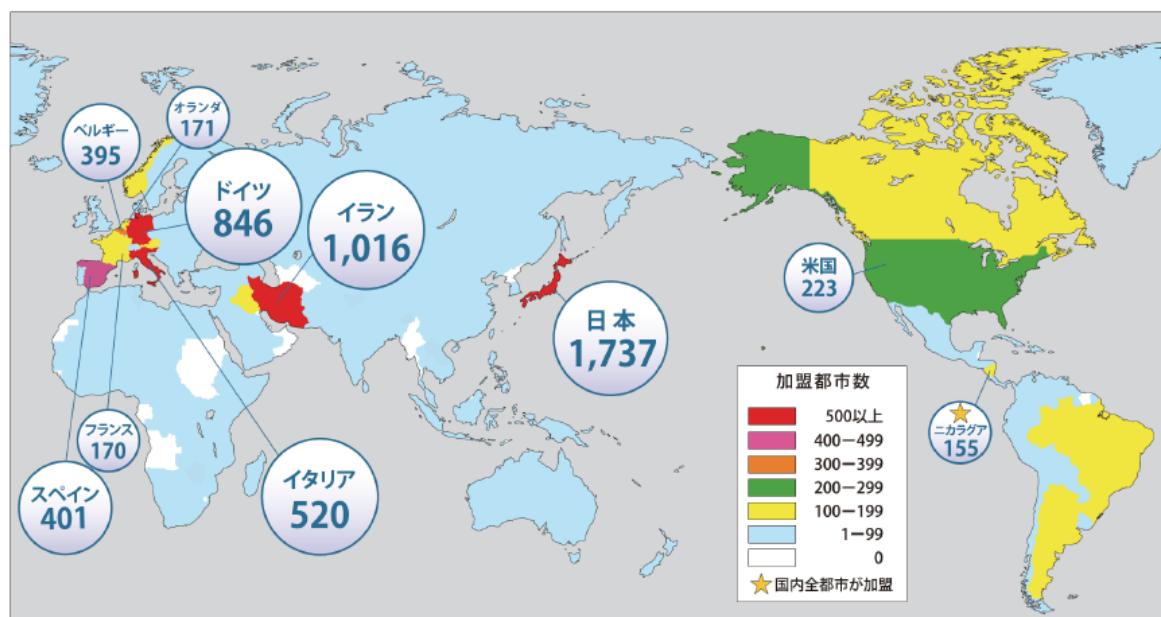 オランダ
171
ベルギー
395
ドイツ
846
イラン
1,016
日本
1,737
米国
223
ニカラグア
155
フランス
170
スペイン
401
イタリア
520
加盟都市数
500以上
400−499
300−399
200−299
100−199
1−99
0
国内全都市が加盟